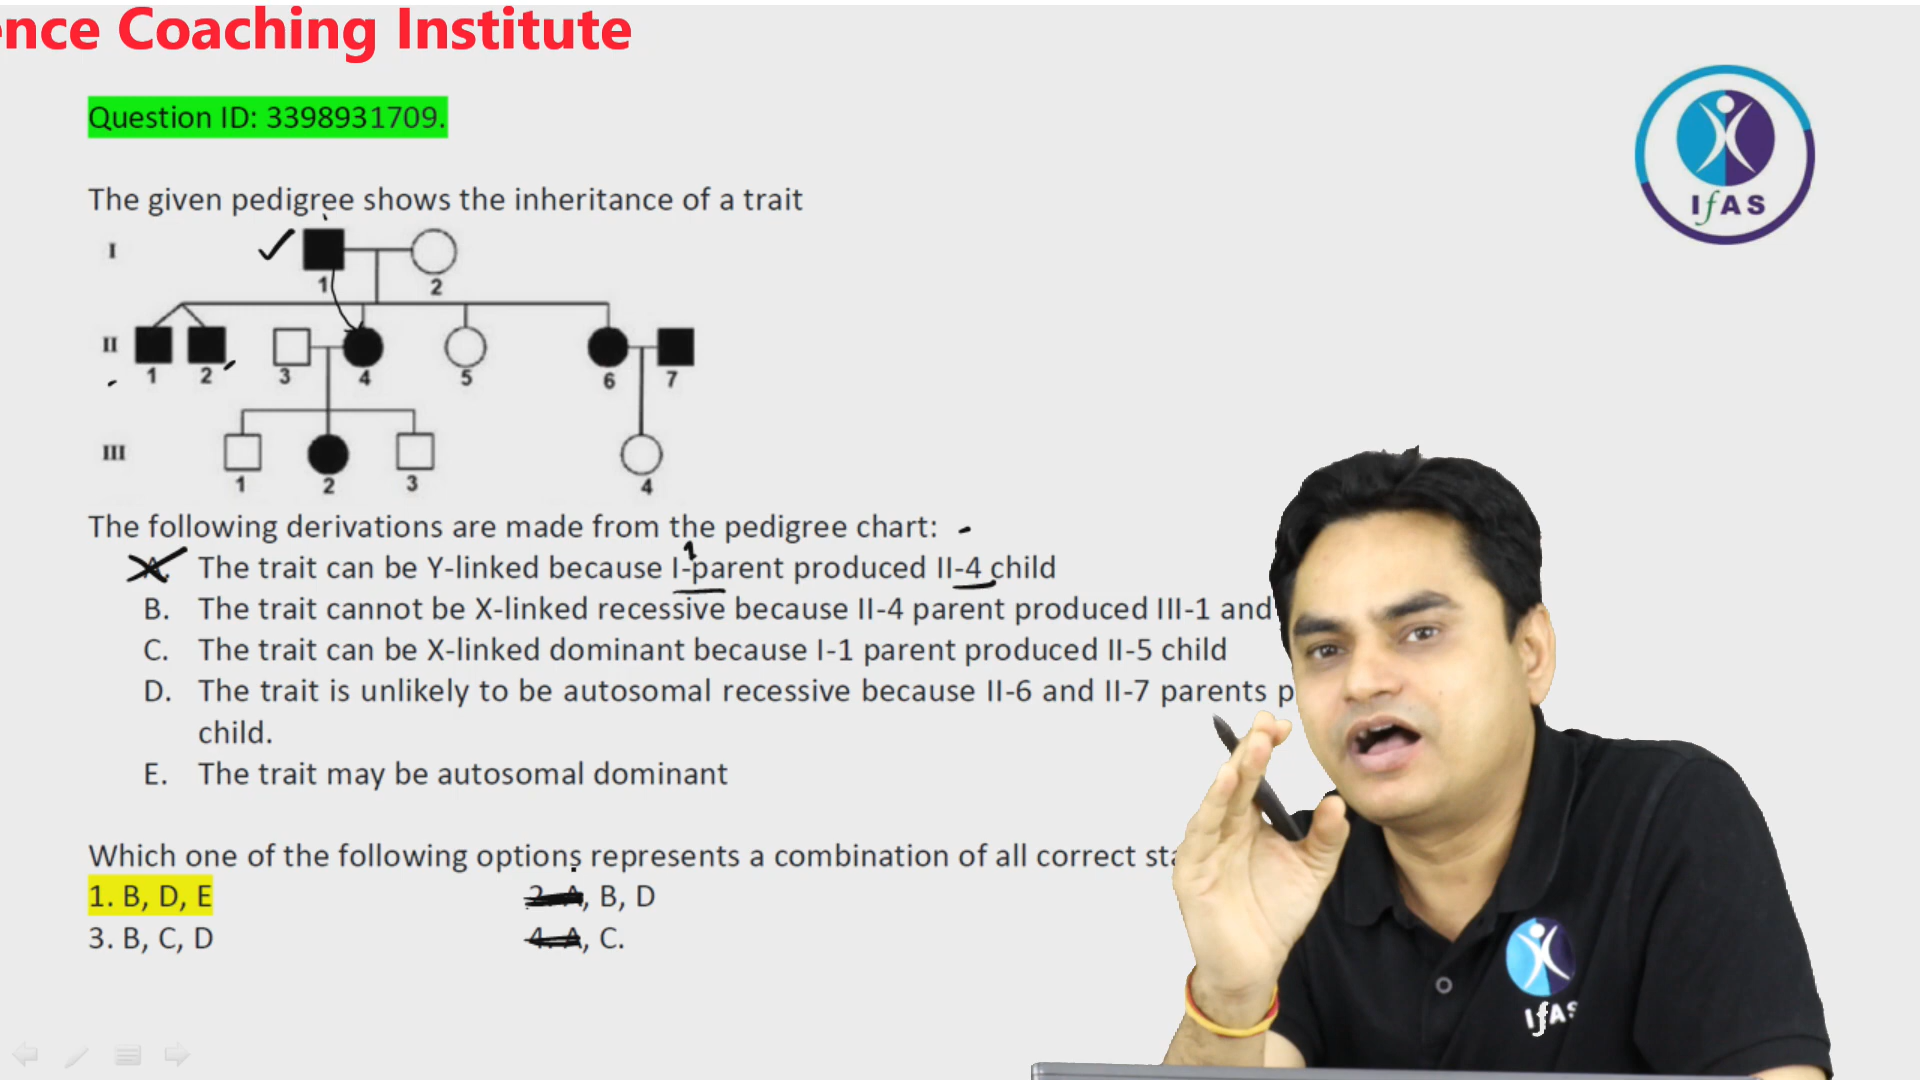 nce Coaching Institute
Question ID: 3398931709.
IfAS
The given pedigree shows the inheritance of a trait
I
1 2
II
1 2 3 4 5 6 7
III
1 2 3 4
The following derivations are made from the pedigree chart:
1
A. The trait can be Y-linked because I-parent produced II-4 child
B. The trait cannot be X-linked recessive because II-4 parent produced III-1 and
C. The trait can be X-linked dominant because I-1 parent produced II-5 child
D. The trait is unlikely to be autosomal recessive because II-6 and II-7 parents p
child.
E. The trait may be autosomal dominant
Which one of the following options represents a combination of all correct sta
1. B, D, E 2. A, B, D
3. B, C, D 4. A, C.
IfAS